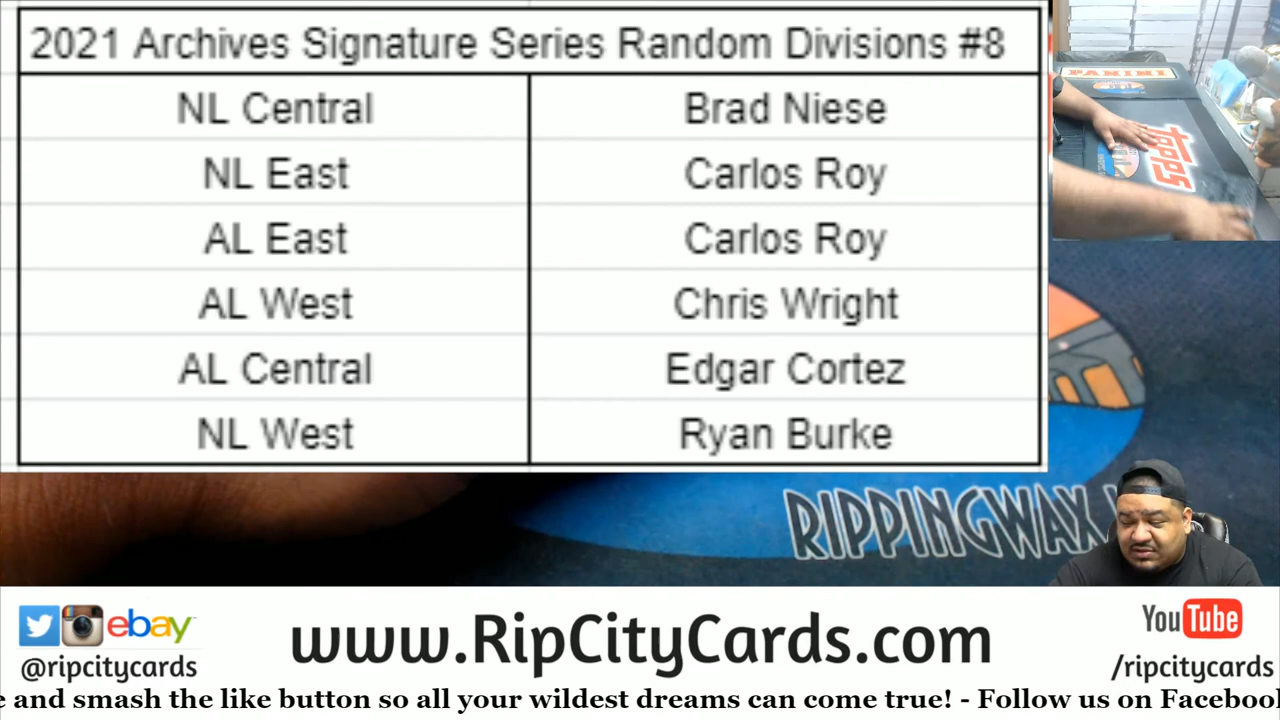 2021 Archives Signature Series Random Divisions #8
NL Central Brad Niese
NL East Carlos Roy
AL East Carlos Roy
AL West Chris Wright
AL Central Edgar Cortez
NL West Ryan Burke
PANINI
TOPPS
RIPPINGWAX
ebay
@ripcitycards
www.RipCityCards.com
YouTube
/ripcitycards
and smash the like button so all your wildest dreams can come true! - Follow us on